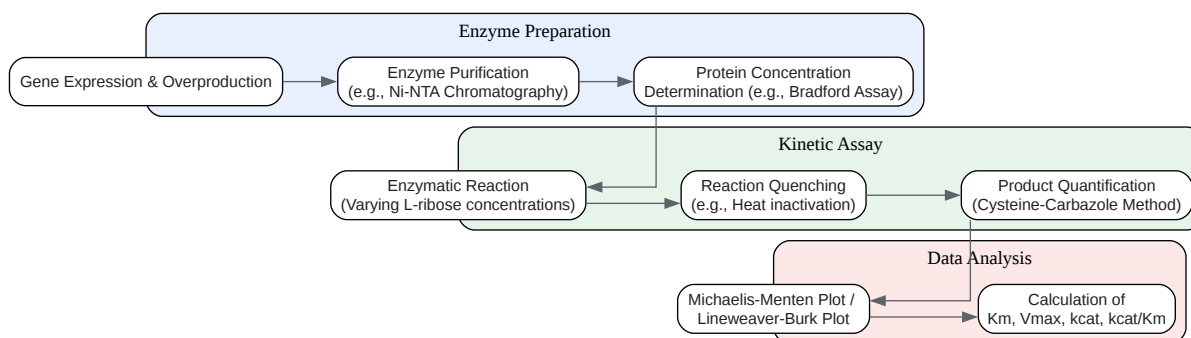 Enzyme Preparation
Gene Expression & Overproduction
Enzyme Purification
(e.g., Ni-NTA Chromatography)
Protein Concentration
Determination (e.g., Bradford Assay)
Kinetic Assay
Enzymatic Reaction
(Varying L-ribose concentrations)
Reaction Quenching
(e.g., Heat inactivation)
Product Quantification
(Cysteine-Carbazole Method)
Data Analysis
Michaelis-Menten Plot /
Lineweaver-Burk Plot
Calculation of
Km, Vmax, kcat, kcat/Km